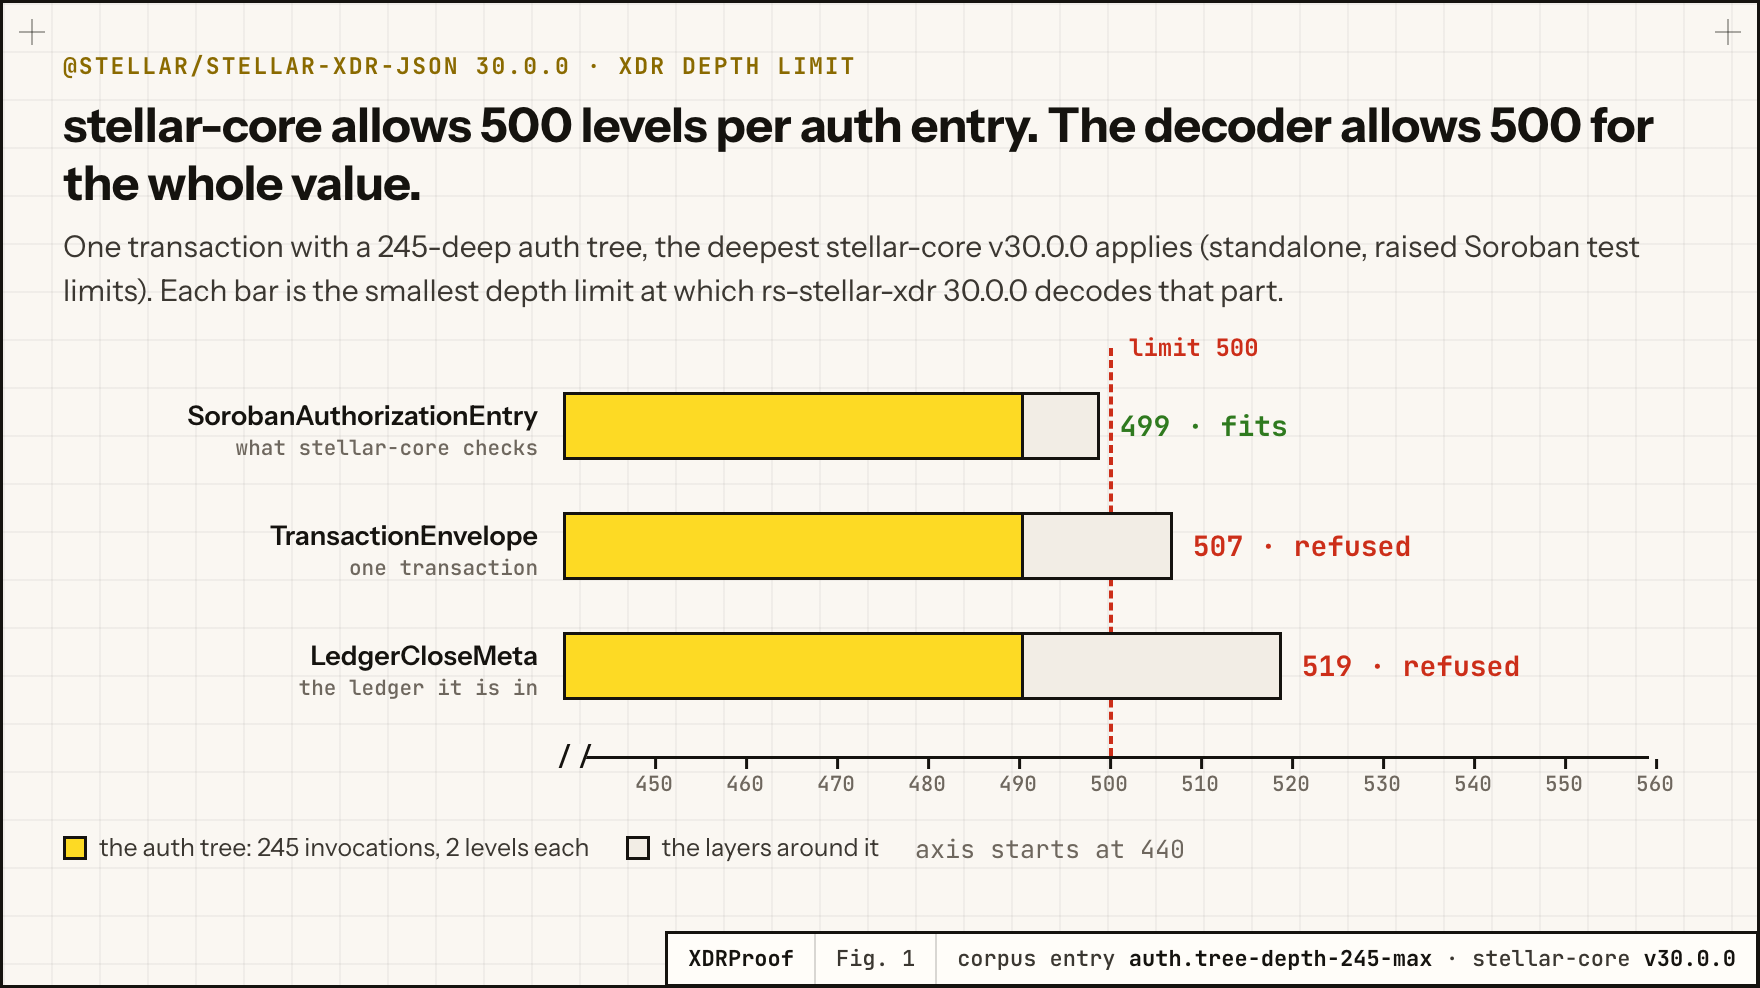 @STELLAR/STELLAR-XDR-JSON 30.0.0 · XDR DEPTH LIMIT
stellar-core allows 500 levels per auth entry. The decoder allows 500 for
the whole value.
One transaction with a 245-deep auth tree, the deepest stellar-core v30.0.0 applies (standalone, raised Soroban test
limits). Each bar is the smallest depth limit at which rs-stellar-xdr 30.0.0 decodes that part.
limit 500
SorobanAuthorizationEntry
what stellar-core checks
499 · fits
TransactionEnvelope
one transaction
507 · refused
LedgerCloseMeta
the ledger it is in
519 · refused
450 460 470 480 490 500 510 520 530 540 550 560
the auth tree: 245 invocations, 2 levels each the layers around it axis starts at 440
XDRProof Fig. 1 corpus entry auth.tree-depth-245-max · stellar-core v30.0.0